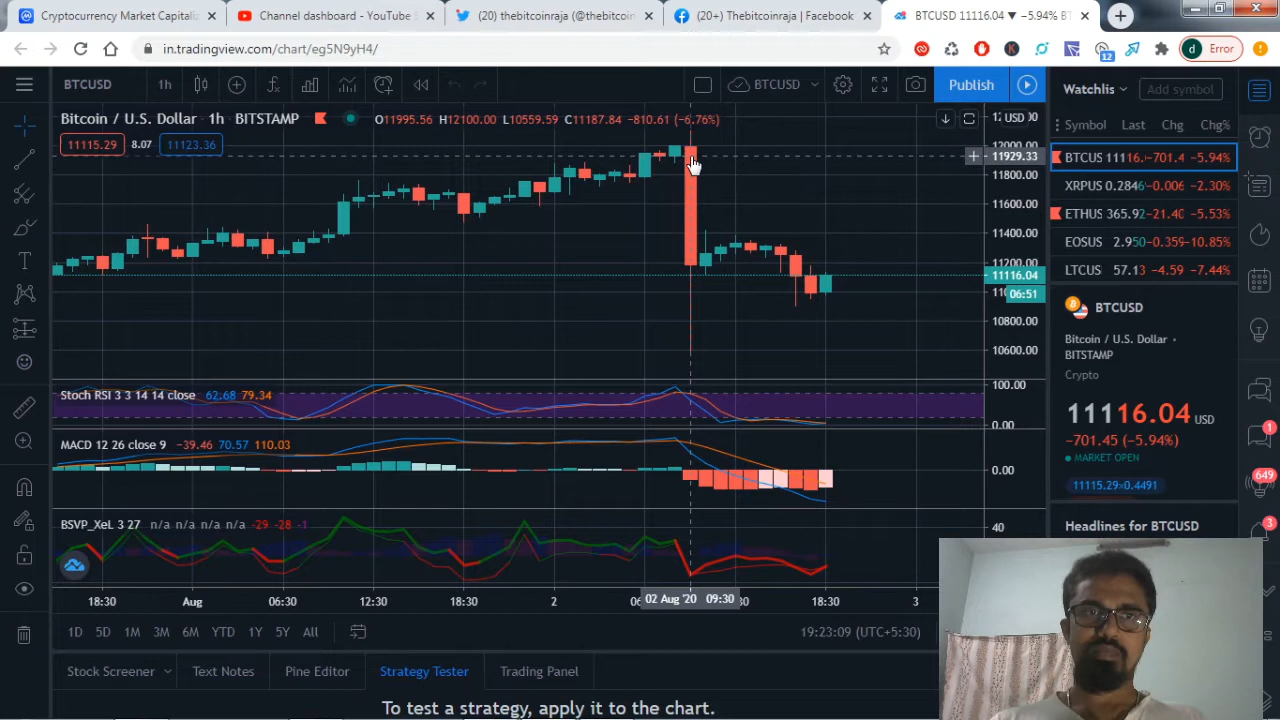 Cryptocurrency Market Capitali
Channel dashboard - YouTube
(20) thebitcoinraja (@thebitcoin
(20+) Thebitcoinraja | Facebook
BTCUSD 11116.04 ▼ −5.94% BT
in.tradingview.com/chart/eg5N9yH4/
12
d Error
BTCUSD 1h
BTCUSD
Publish
Watchlis
Add symbol
Bitcoin / U.S. Dollar · 1h · BITSTAMP
O11995.56 H12100.00 L10559.59 C11187.84 −810.61 (−6.76%)
USD
11115.29 8.07 11123.36
Symbol Last Chg Chg%
BTCUS 11116. −701.4 −5.94%
XRPUS 0.2846 −0.006 −2.30%
ETHUS 365.92 −21.40 −5.53%
EOSUS 2.950 −0.359 −10.85%
LTCUS 57.13 −4.59 −7.44%
12000.00
11929.33
11800.00
11600.00
11400.00
11200.00
11116.04
06:51
10800.00
10600.00
BTCUSD
Bitcoin / U.S. Dollar •
BITSTAMP
Crypto
11116.04 USD
−701.45 (−5.94%)
MARKET OPEN
11115.29×0.4491
Headlines for BTCUSD
1
649
Stoch RSI 3 3 14 14 close 62.68 79.34
100.00
0.00
MACD 12 26 close 9 −39.46 70.57 110.03
0.00
BSVP_XeL 3 27 n/a n/a n/a n/a −29 −28 −1
40
18:30 Aug 06:30 12:30 18:30 2 02 Aug '20 09:30 18:30 3
1D 5D 1M 3M 6M YTD 1Y 5Y All
19:23:09 (UTC+5:30)
Stock Screener Text Notes Pine Editor Strategy Tester Trading Panel
To test a strategy, apply it to the chart.